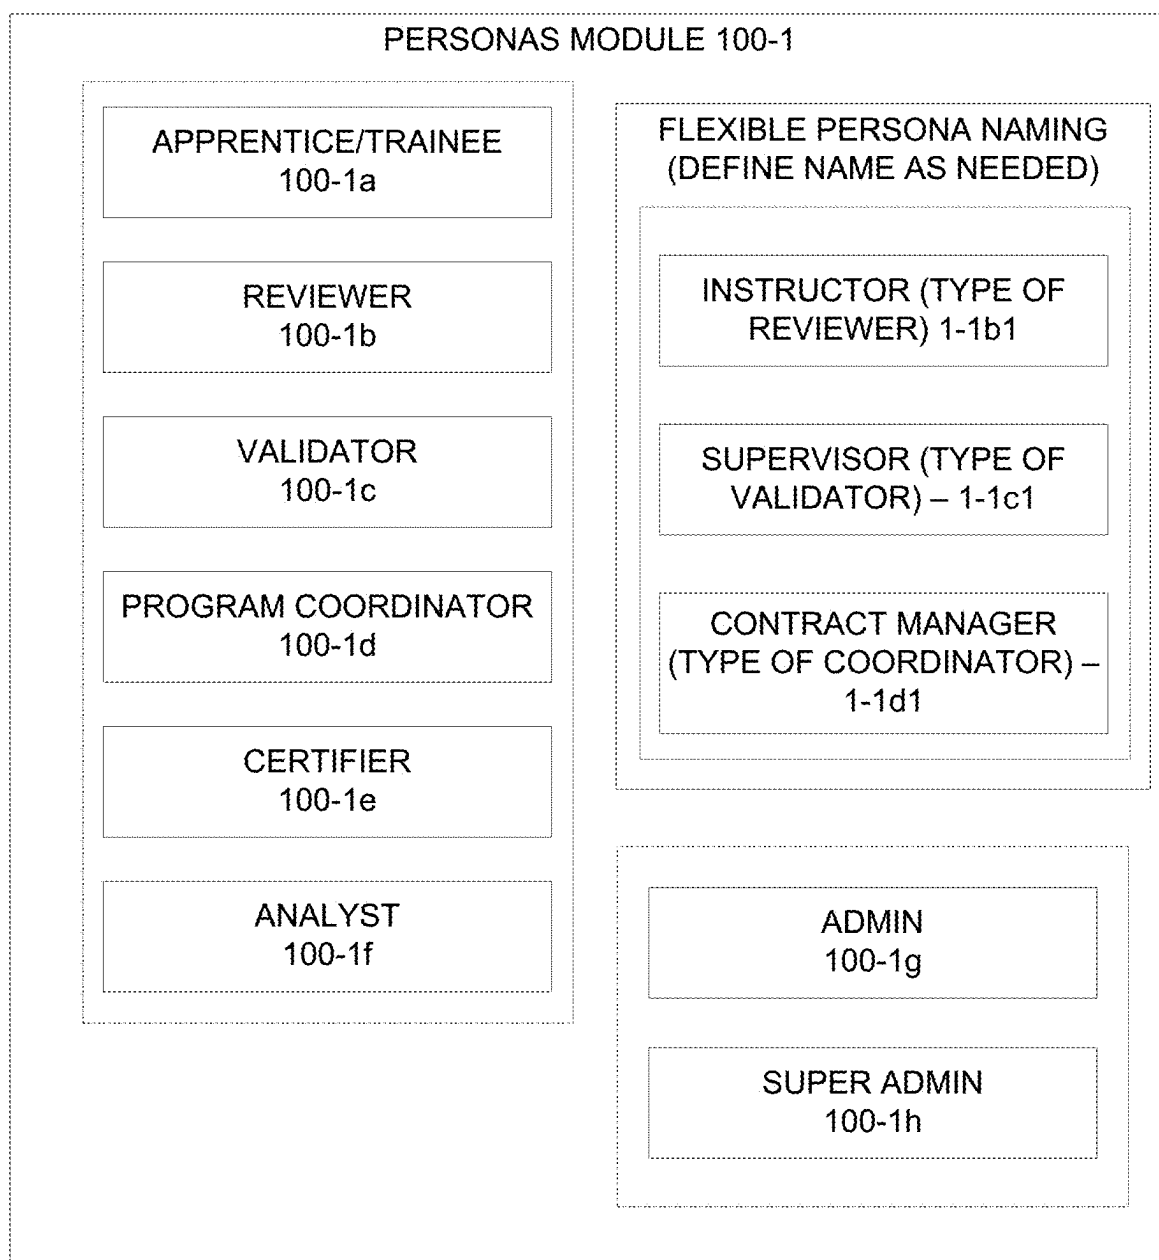 PERSONAS MODULE 100-1
APPRENTICE/TRAINEE
100-1a
REVIEWER
100-1b
VALIDATOR
100-1c
PROGRAM COORDINATOR
100-1d
CERTIFIER
100-1e
ANALYST
100-1f
FLEXIBLE PERSONA NAMING
(DEFINE NAME AS NEEDED)
INSTRUCTOR (TYPE OF
REVIEWER) 1-1b1
SUPERVISOR (TYPE OF
VALIDATOR) – 1-1c1
CONTRACT MANAGER
(TYPE OF COORDINATOR) –
1-1d1
ADMIN
100-1g
SUPER ADMIN
100-1h